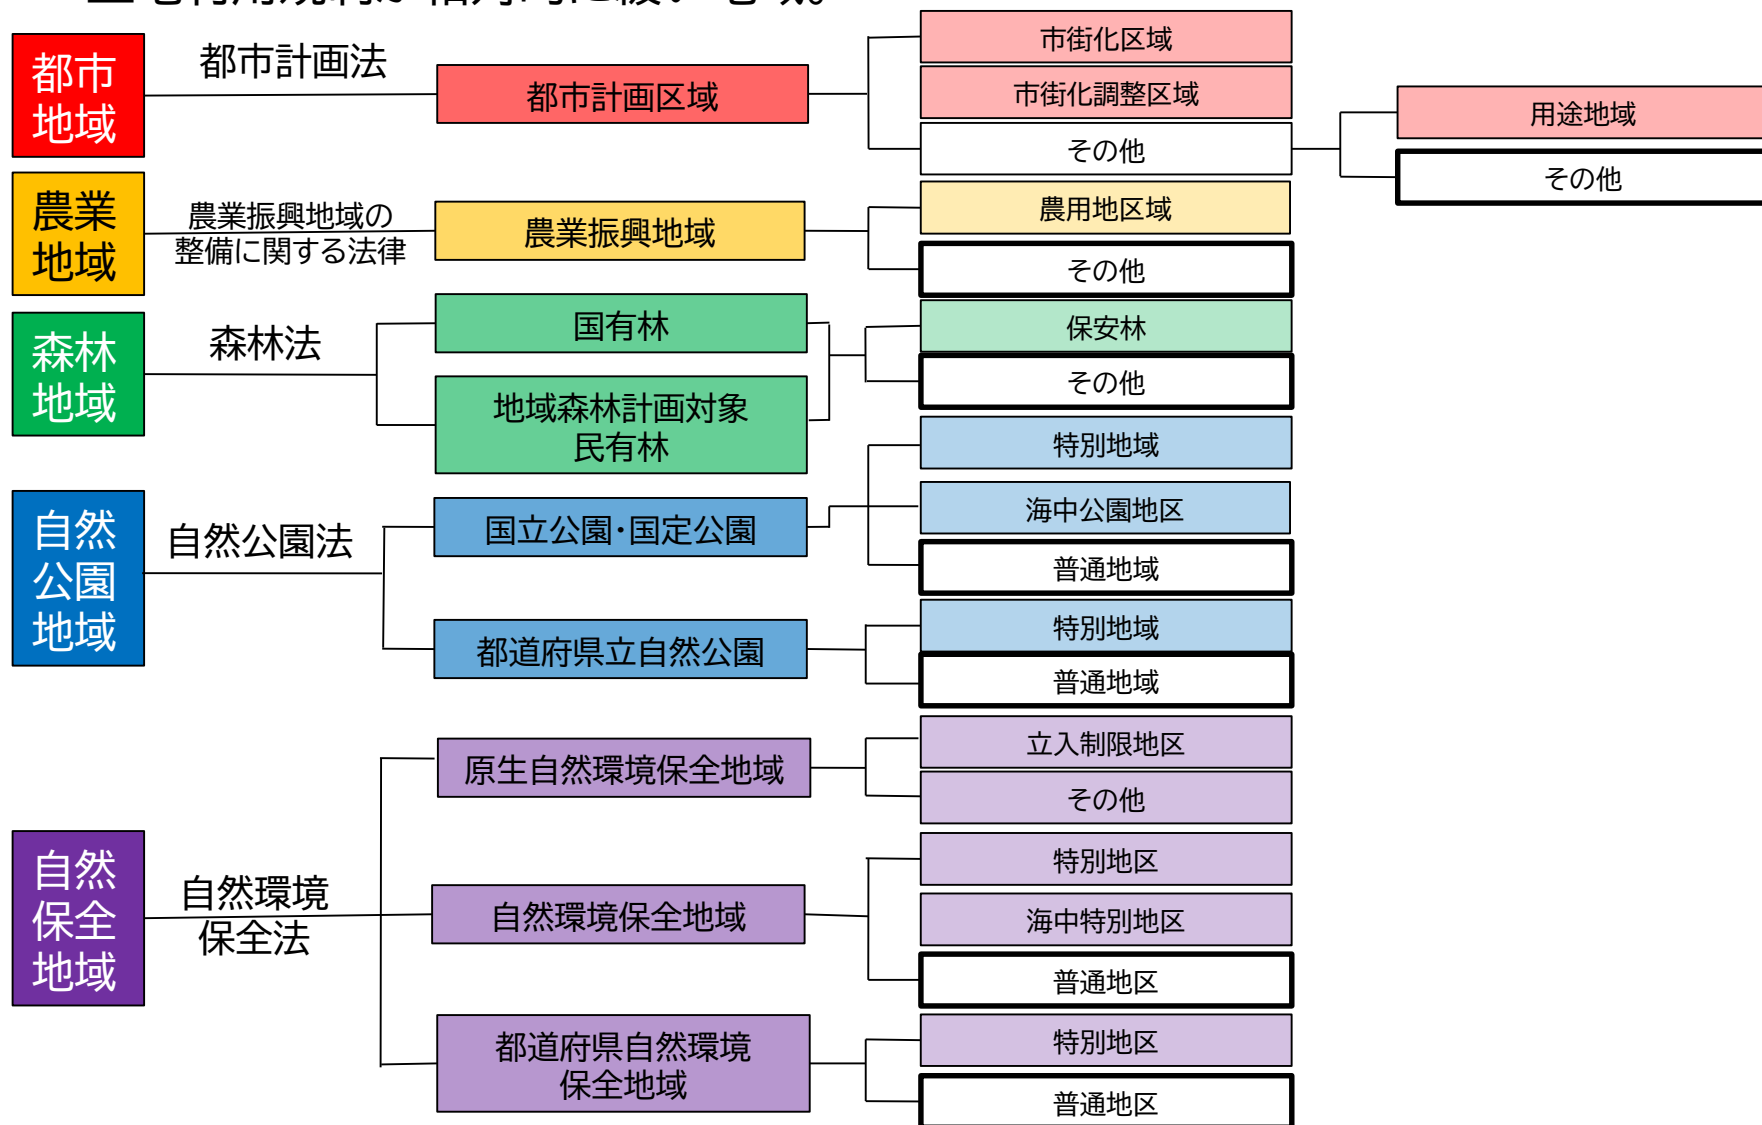 都市
地域
都市計画法
都市計画区域
市街化区域
市街化調整区域
その他
用途地域
その他
農業
地域
農業振興地域の
整備に関する法律
農業振興地域
農用地区域
その他
森林
地域
森林法
国有林
地域森林計画対象
民有林
保安林
その他
自然
公園
地域
自然公園法
国立公園・国定公園
特別地域
海中公園地区
普通地域
都道府県立自然公園
特別地域
普通地域
自然
保全
地域
自然環境
保全法
原生自然環境保全地域
立入制限地区
その他
自然環境保全地域
特別地区
海中特別地区
普通地区
都道府県自然環境
保全地域
特別地区
普通地区